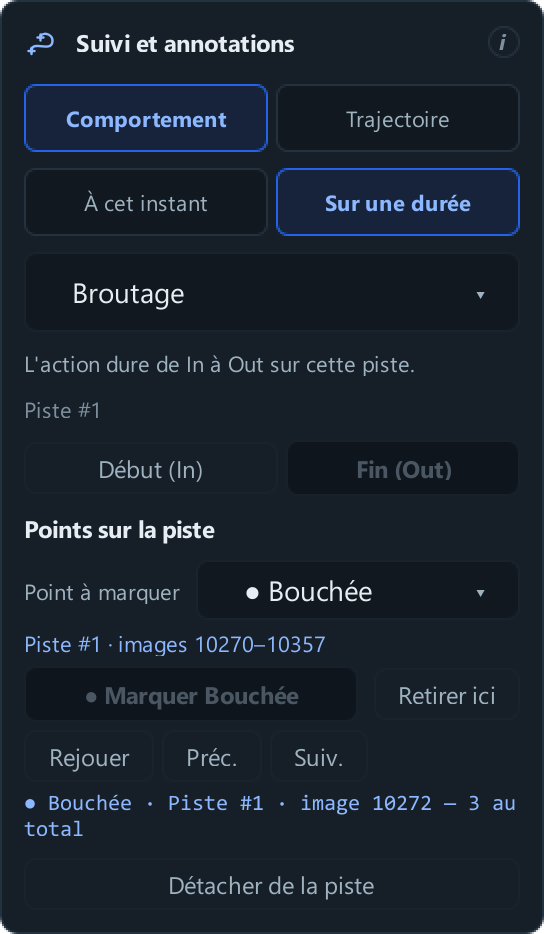 Suivi et annotations
i
Comportement
Trajectoire
À cet instant
Sur une durée
Broutage
L'action dure de In à Out sur cette piste.
Piste #1
Début (In)
Fin (Out)
Points sur la piste
Point à marquer
● Bouchée
Piste #1 · images 10270–10357
● Marquer Bouchée
Retirer ici
Rejouer
Préc.
Suiv.
● Bouchée · Piste #1 · image 10272 — 3 au
total
Détacher de la piste